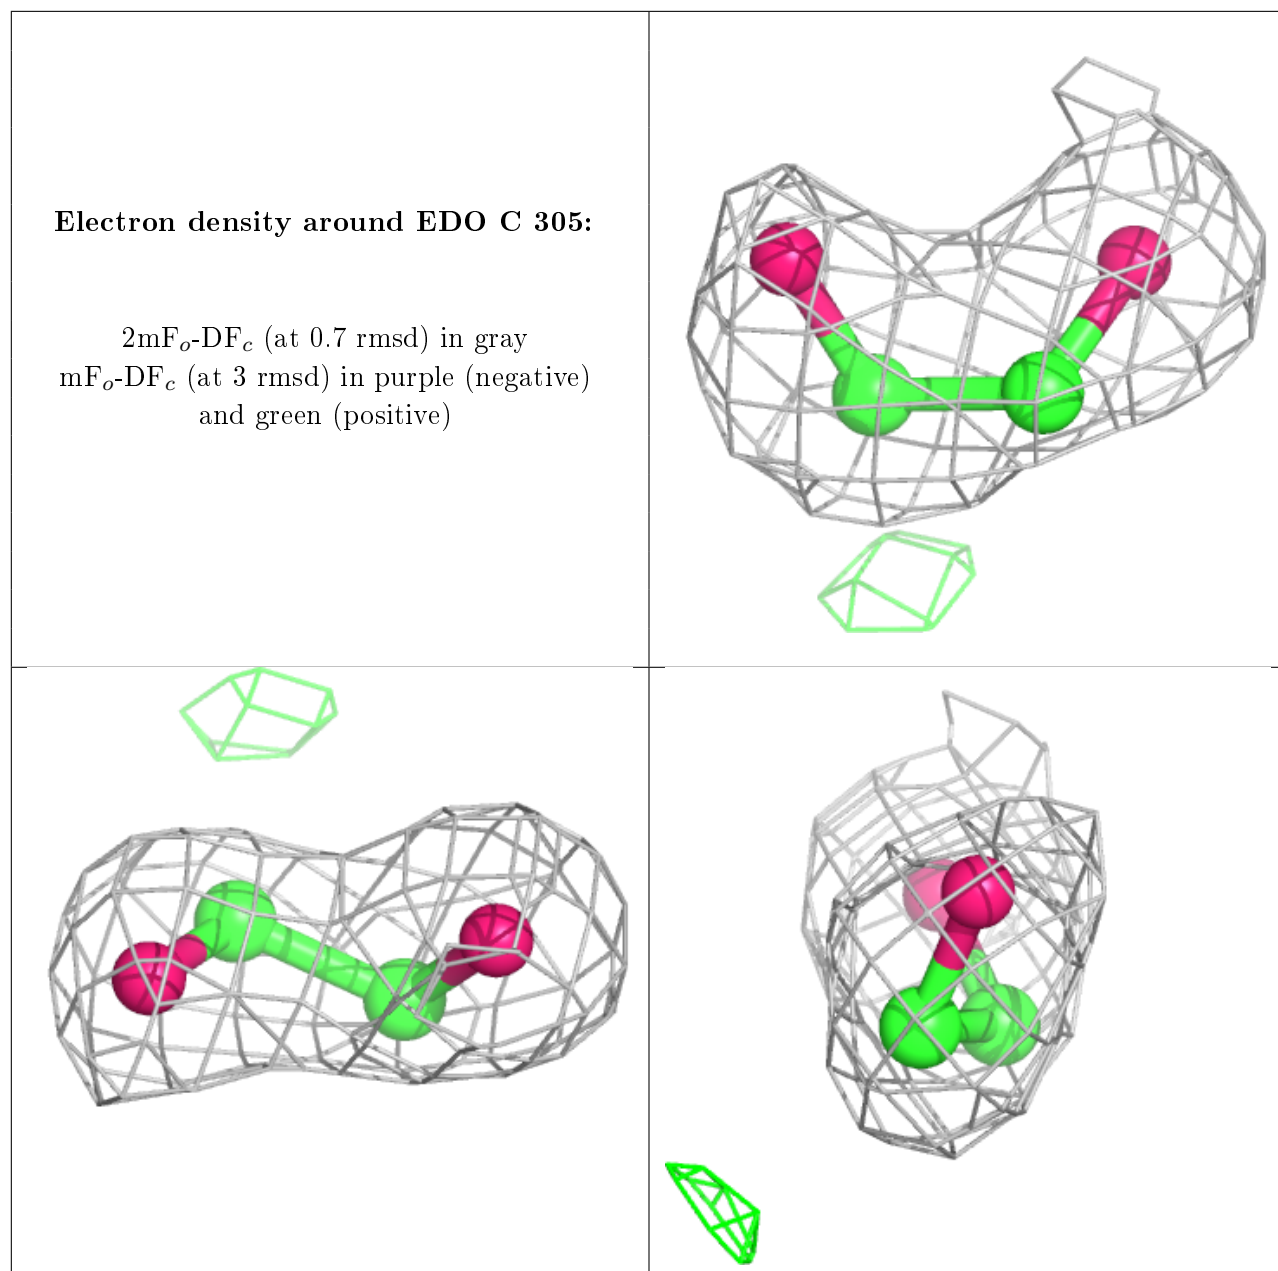 Electron density around EDO C 305:
2mFo-DFc (at 0.7 rmsd) in gray
mFo-DFc (at 3 rmsd) in purple (negative)
and green (positive)